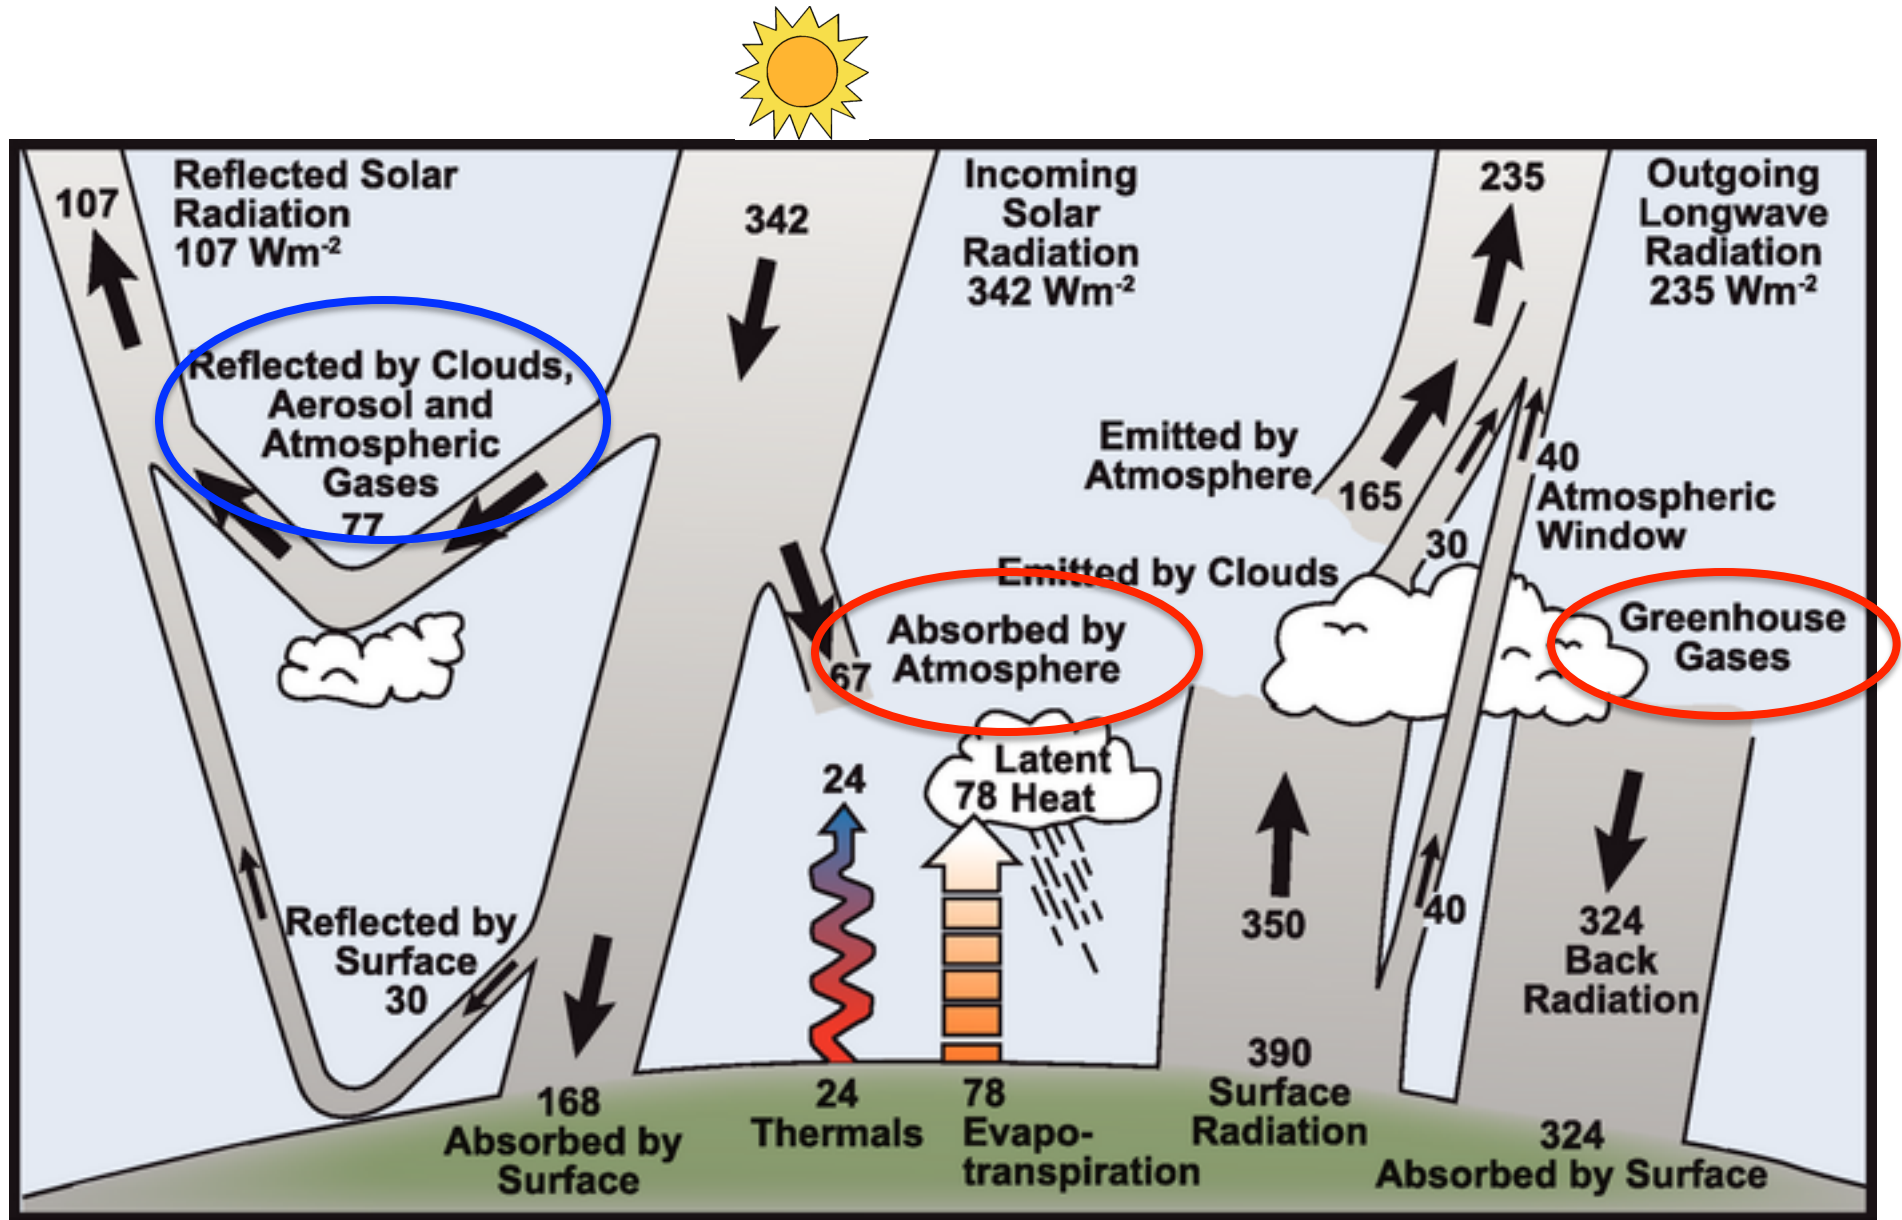 107
Reflected Solar
Radiation
107 Wm-2
342
Incoming
Solar
Radiation
342 Wm-2
235
Outgoing
Longwave
Radiation
235 Wm-2
Reflected by Clouds,
Aerosol and
Atmospheric
Gases
77
Emitted by
Atmosphere
165
30
40
Atmospheric
Window
Emitted by Clouds
Absorbed by
Atmosphere
67
Greenhouse
Gases
24
Latent
78 Heat
Reflected by
Surface
30
350
40
324
Back
Radiation
168
Absorbed by
Surface
24
Thermals
78
Evapo-
transpiration
390
Surface
Radiation
324
Absorbed by Surface